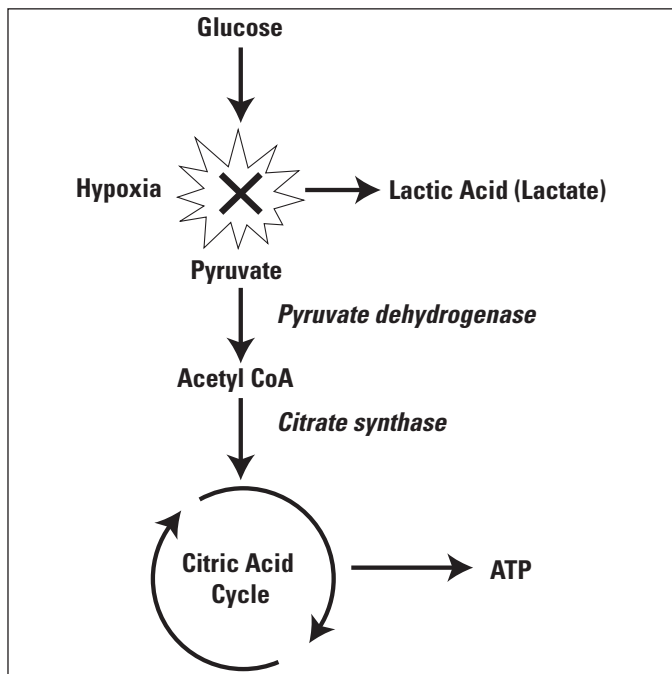 Glucose
Hypoxia
Lactic Acid (Lactate)
Pyruvate
Pyruvate dehydrogenase
Acetyl CoA
Citrate synthase
Citric Acid
Cycle
ATP